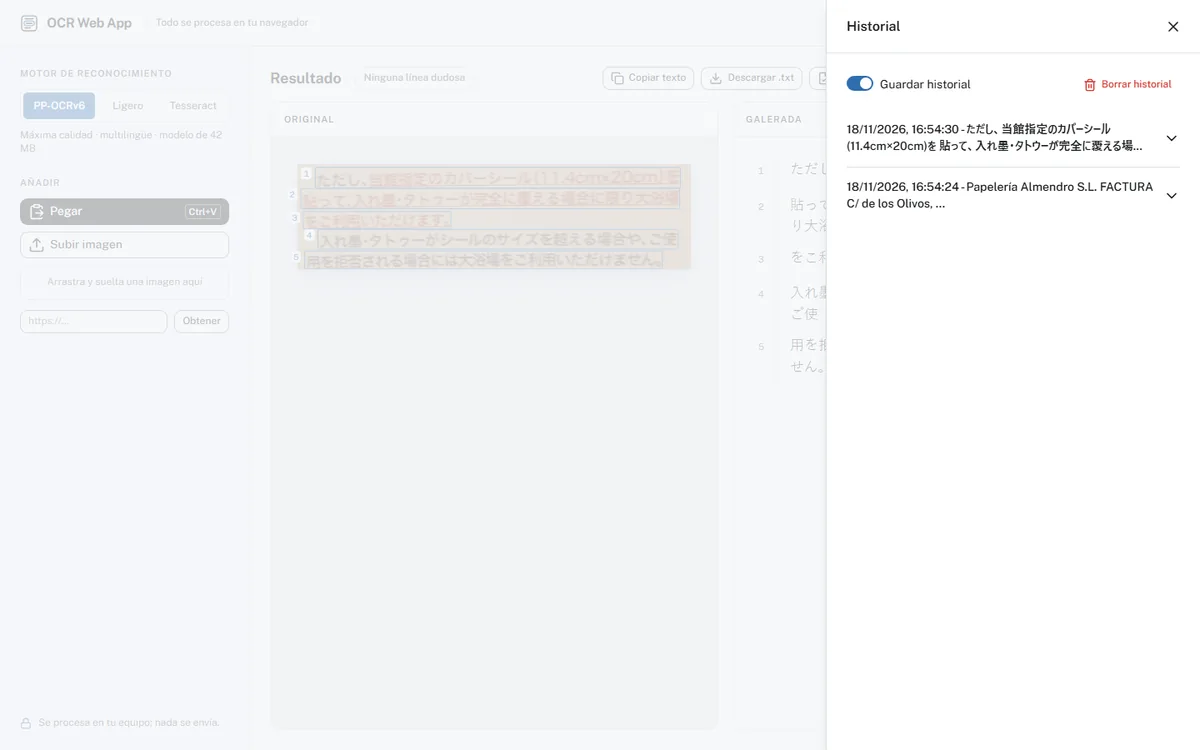 OCR Web App
Todo se procesa en tu navegador
MOTOR DE RECONOCIMIENTO
PP-OCRv6
Ligero
Tesseract
Máxima calidad · multilingüe · modelo de 42
MB
AÑADIR
Pegar
Ctrl+V
Subir imagen
Arrastra y suelta una imagen aquí
https://...
Obtener
Se procesa en tu equipo; nada se envía.
Resultado
Ninguna línea dudosa
Copiar texto
Descargar .txt
ORIGINAL
1 ただし、当館指定のカバーシール(11.4cm×20cm)を
2 貼って、入れ墨・タトゥーが完全に覆える場合に限り大浴場
3 をご利用いただけます。
4 入れ墨・タトゥーがシールのサイズを超える場合や、ご使
5 用を拒否される場合には大浴場をご利用いただけません。
GALERADA
1 ただし
2 貼って
り大浴
3 をご利
4 入れ墨
ご使
5 用を拒
せん。
Historial
Guardar historial
Borrar historial
18/11/2026, 16:54:30 - ただし、当館指定のカバーシール
(11.4cm×20cm)を 貼って、入れ墨・タトゥーが完全に覆える場...
18/11/2026, 16:54:24 - Papelería Almendro S.L. FACTURA
C/ de los Olivos, ...